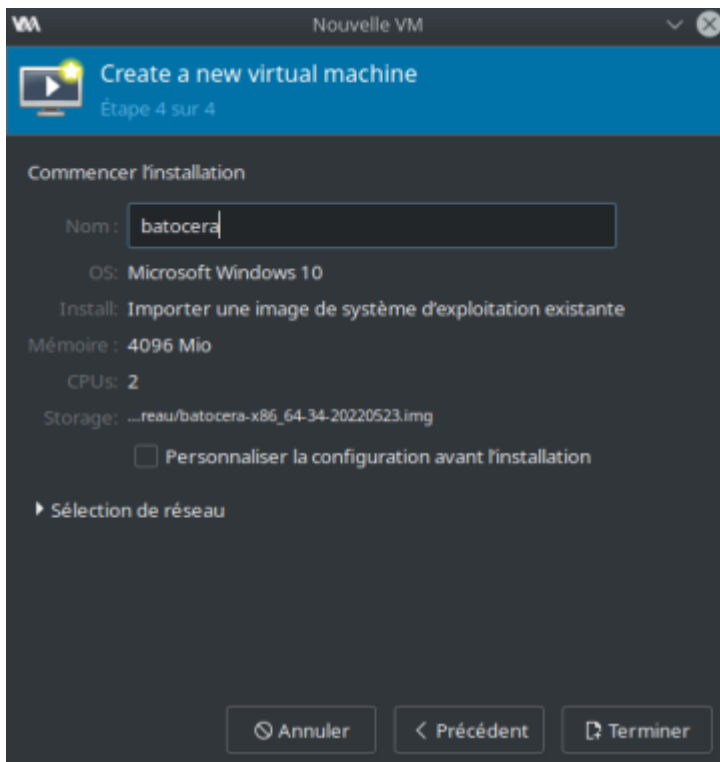 Nouvelle VM
Create a new virtual machine
Étape 4 sur 4
Commencer l'installation
Nom : batocera
OS: Microsoft Windows 10
Install: Importer une image de système d'exploitation existante
Mémoire : 4096 Mio
CPUs: 2
Storage: ...reau/batocera-x86_64-34-20220523.img
Personnaliser la configuration avant l'installation
Sélection de réseau
Annuler Précédent Terminer